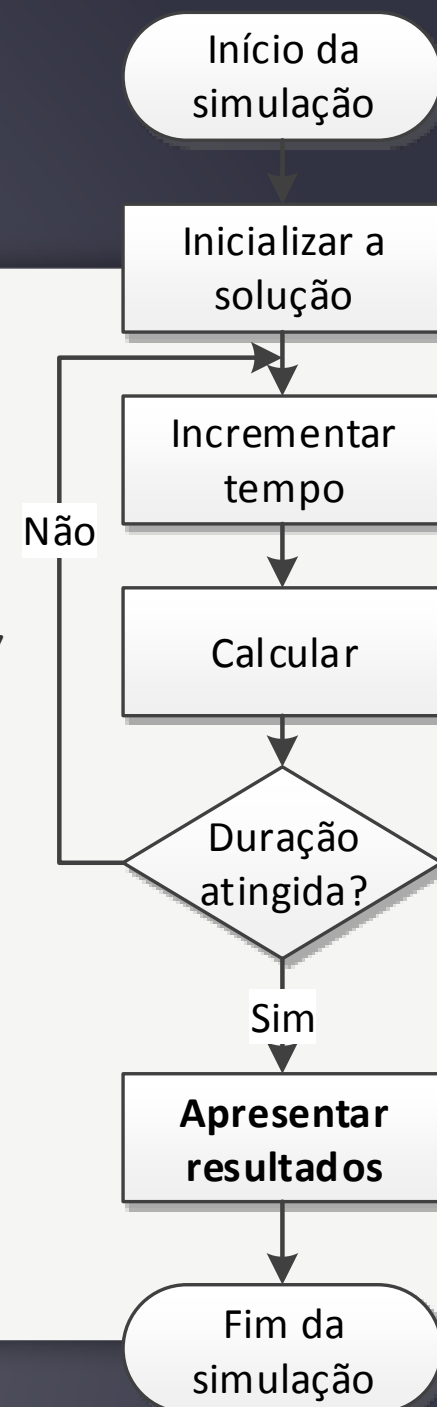 Início da
simulação
Inicializar a
solução
Incrementar
tempo
Não
Calcular
Duração
atingida?
Sim
Apresentar
resultados
Fim da
simulação